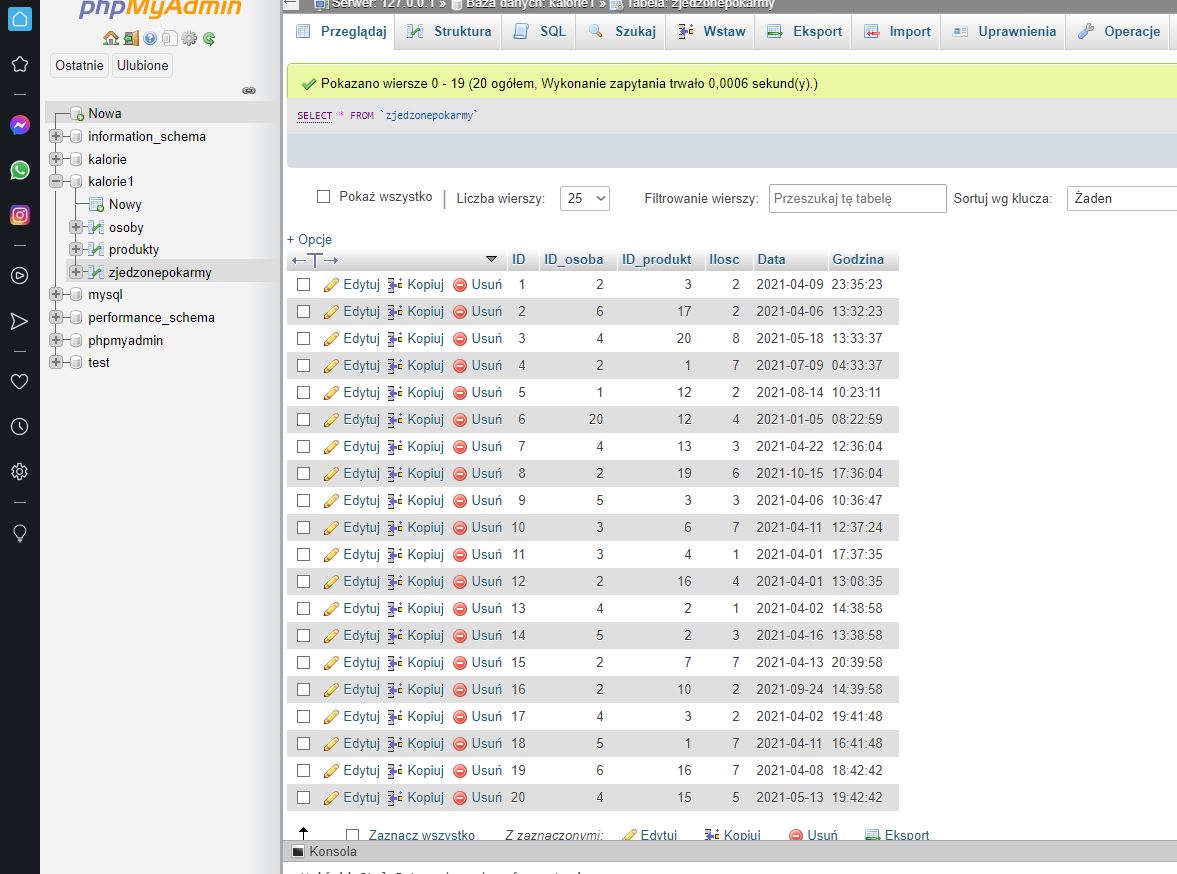 phpMyAdmin
Ostatnie Ulubione
Nowa
information_schema
kalorie
kalorie1
Nowy
osoby
produkty
zjedzonepokarmy
mysql
performance_schema
phpmyadmin
test
Serwer: 127.0.0.1 » Baza danych: kalorie1 » Tabela: zjedzonepokarmy
Przeglądaj Struktura SQL Szukaj Wstaw Eksport Import Uprawnienia Operacje
Pokazano wiersze 0 - 19 (20 ogółem, Wykonanie zapytania trwało 0,0006 sekund(y).)
SELECT * FROM `zjedzonepokarmy`
Pokaż wszystko | Liczba wierszy: 25 Filtrowanie wierszy: Przeszukaj tę tabelę Sortuj wg klucza: Żaden
+ Opcje
←T→ ID ID_osoba ID_produkt Ilosc Data Godzina
Edytuj Kopiuj Usuń 1 2 3 2 2021-04-09 23:35:23
Edytuj Kopiuj Usuń 2 6 17 2 2021-04-06 13:32:23
Edytuj Kopiuj Usuń 3 4 20 8 2021-05-18 13:33:37
Edytuj Kopiuj Usuń 4 2 1 7 2021-07-09 04:33:37
Edytuj Kopiuj Usuń 5 1 12 2 2021-08-14 10:23:11
Edytuj Kopiuj Usuń 6 20 12 4 2021-01-05 08:22:59
Edytuj Kopiuj Usuń 7 4 13 3 2021-04-22 12:36:04
Edytuj Kopiuj Usuń 8 2 19 6 2021-10-15 17:36:04
Edytuj Kopiuj Usuń 9 5 3 3 2021-04-06 10:36:47
Edytuj Kopiuj Usuń 10 3 6 7 2021-04-11 12:37:24
Edytuj Kopiuj Usuń 11 3 4 1 2021-04-01 17:37:35
Edytuj Kopiuj Usuń 12 2 16 4 2021-04-01 13:08:35
Edytuj Kopiuj Usuń 13 4 2 1 2021-04-02 14:38:58
Edytuj Kopiuj Usuń 14 5 2 3 2021-04-16 13:38:58
Edytuj Kopiuj Usuń 15 2 7 7 2021-04-13 20:39:58
Edytuj Kopiuj Usuń 16 2 10 2 2021-09-24 14:39:58
Edytuj Kopiuj Usuń 17 4 3 2 2021-04-02 19:41:48
Edytuj Kopiuj Usuń 18 5 1 7 2021-04-11 16:41:48
Edytuj Kopiuj Usuń 19 6 16 7 2021-04-08 18:42:42
Edytuj Kopiuj Usuń 20 4 15 5 2021-05-13 19:42:42
Zaznacz wszystko Z zaznaczonymi: Edytuj Kopiuj Usuń Eksport
Konsola